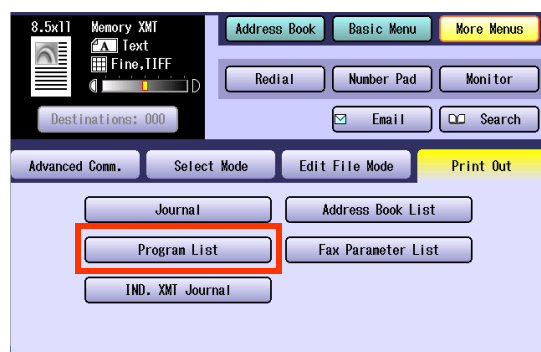 8.5x11 Memory XMT
A Text
Fine,TIFF
D
Destinations: 000
Address Book Basic Menu More Menus
Redial Number Pad Monitor
Email Search
Advanced Comm. Select Mode Edit File Mode Print Out
Journal Address Book List
Program List Fax Parameter List
IND. XMT Journal